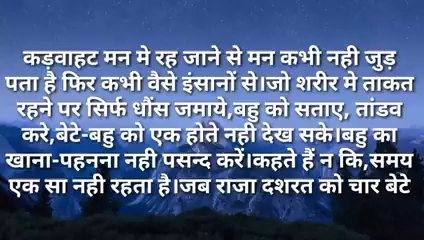 कड़वाहट मन मे रह जाने से मन कभी नही जुड़
पता है फिर कभी वैसे इंसानों से।जो शरीर मे ताकत
रहने पर सिर्फ धौंस जमाये,बहु को सताए, तांडव
करे,बेटे-बहु को एक होते नही देख सके।बहु का
खाना-पहनना नही पसन्द करें।कहते हैं न कि,समय
एक सा नही रहता है।जब राजा दशरत को चार बेटे